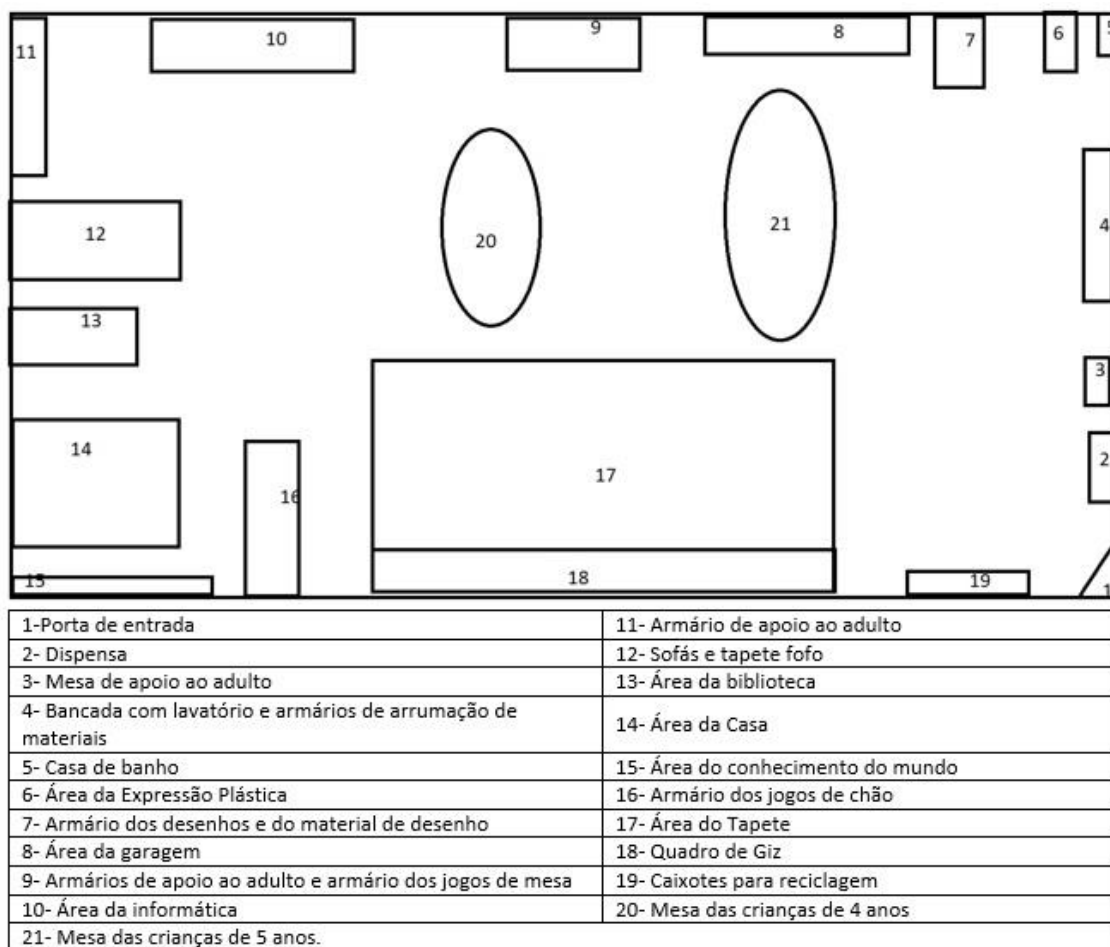 11
10
9
8
7
6
5
12
20
21
4
13
3
14
2
16
17
15
18
19
1
1-Porta de entrada
11- Armário de apoio ao adulto
2- Dispensa
12- Sofás e tapete fofo
3- Mesa de apoio ao adulto
13- Área da biblioteca
4- Bancada com lavatório e armários de arrumação de
materiais
14- Área da Casa
5- Casa de banho
15- Área do conhecimento do mundo
6- Área da Expressão Plástica
16- Armário dos jogos de chão
7- Armário dos desenhos e do material de desenho
17- Área do Tapete
8- Área da garagem
18- Quadro de Giz
9- Armários de apoio ao adulto e armário dos jogos de mesa
19- Caixotes para reciclagem
10- Área da informática
20- Mesa das crianças de 4 anos
21- Mesa das crianças de 5 anos.